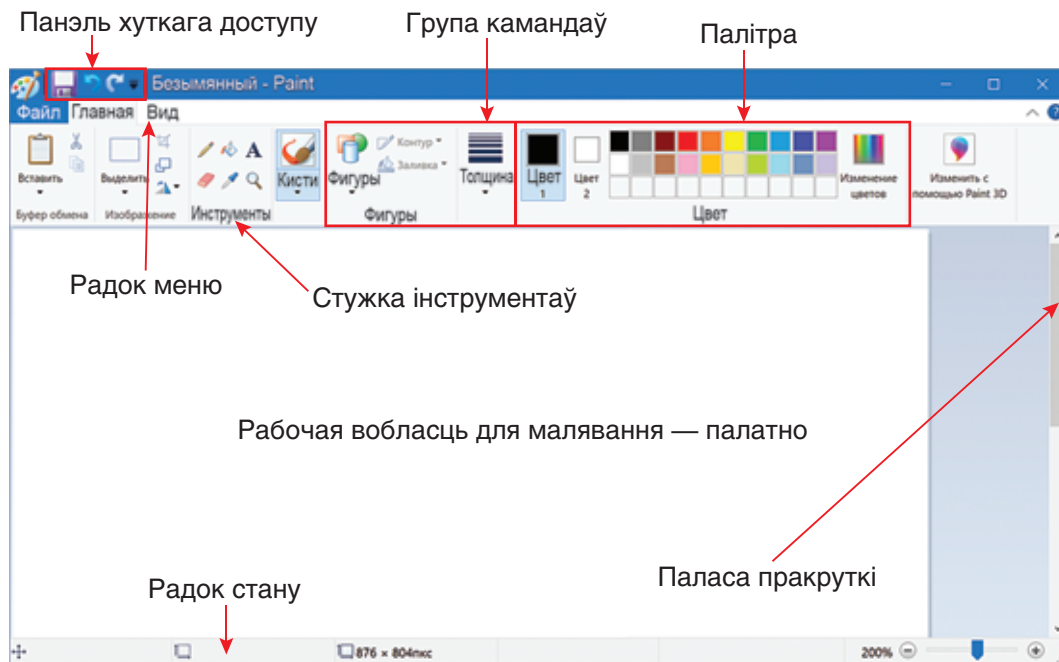 Панэль хуткага доступу
Група камандаў
Палітра
Безымянный - Paint
Файл Главная Вид
Вставить
Выделить
Кисти
Фигуры
Контур
Заливка
Толщина
Цвет
1
Цвет
2
Изменение
цветов
Изменить с
помощью Paint 3D
Буфер обмена
Изображение
Инструменты
Фигуры
Цвет
Радок меню
Стужка інструментаў
Рабочая вобласць для малявання — палатно
Паласа пракруткі
Радок стану
876 × 804пкс
200%